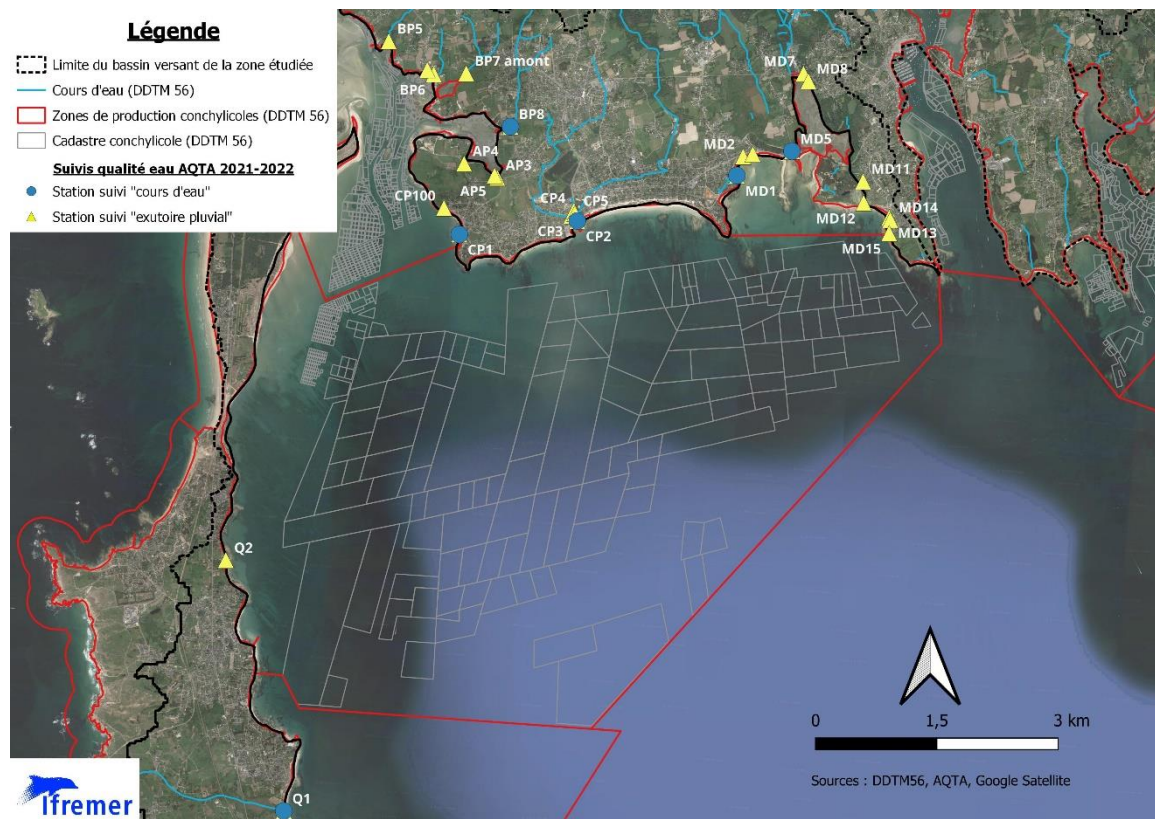 Légende
Limite du bassin versant de la zone étudiée
Cours d'eau (DDTM 56)
Zones de production conchylicoles (DDTM 56)
Cadastre conchylicole (DDTM 56)
Suivis qualité eau AQTA 2021-2022
Station suivi "cours d'eau"
Station suivi "exutoire pluvial"
BP5
BP7 amont
BP6
BP8
AP4
AP3
AP5
CP100
CP1
CP4
CP5
CP3
CP2
MD7
MD8
MD2
MD5
MD1
MD11
MD12
MD14
MD13
MD15
Q2
Q1
0 1,5 3 km
Sources : DDTM56, AQTA, Google Satellite
Ifremer